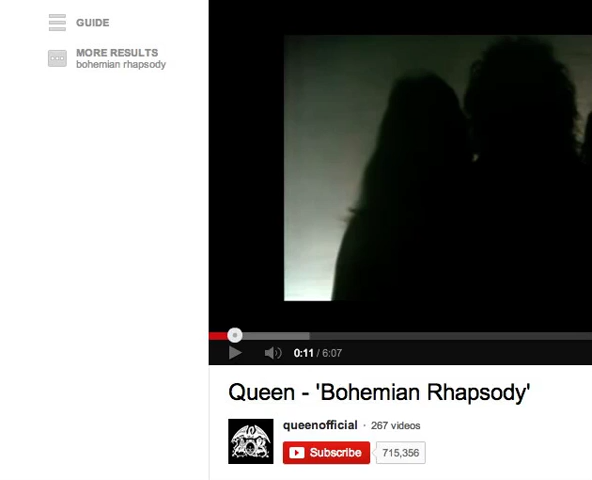 GUIDE
MORE RESULTS
bohemian rhapsody
0:11 / 6:07
Queen - 'Bohemian Rhapsody'
queenofficial · 267 videos
Subscribe 715,356